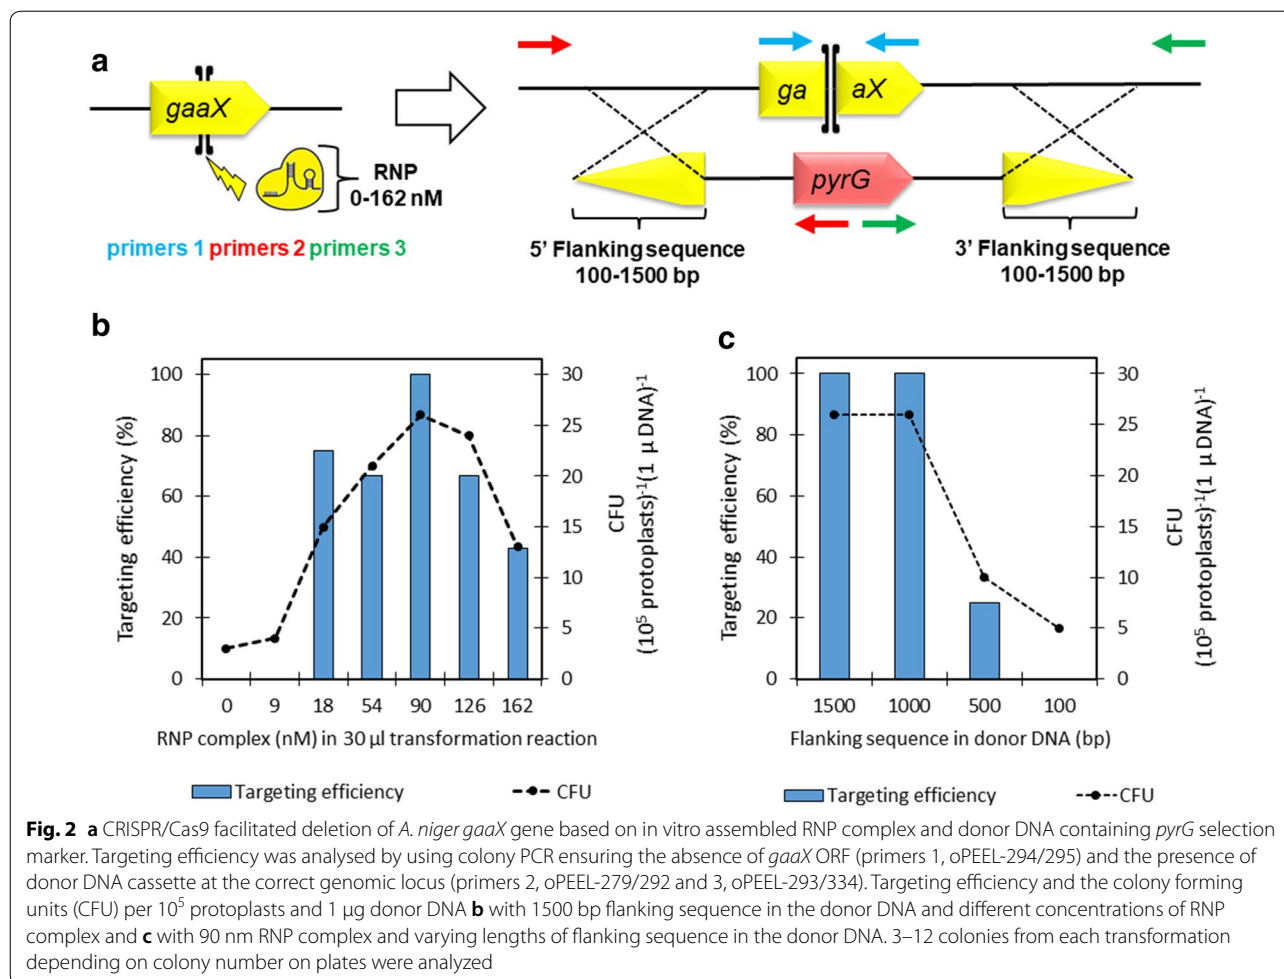 a
gaaX
RNP
0-162 nM
primers 1 primers 2 primers 3
ga aX
pyrG
5’ Flanking sequence
100-1500 bp
3’ Flanking sequence
100-1500 bp
b
Targeting efficiency (%)
100
80
60
40
20
0
30
25
20
15
10
5
0
CFU
(10⁵ protoplasts)⁻¹(1 µ DNA)⁻¹
0 9 18 54 90 126 162
RNP complex (nM) in 30 µl transformation reaction
Targeting efficiency CFU
c
Targeting efficiency (%)
100
80
60
40
20
0
30
25
20
15
10
5
0
CFU
(10⁵ protoplasts)⁻¹(1 µ DNA)⁻¹
1500 1000 500 100
Flanking sequence in donor DNA (bp)
Targeting efficiency CFU
Fig. 2 a CRISPR/Cas9 facilitated deletion of A. niger gaaX gene based on in vitro assembled RNP complex and donor DNA containing pyrG selection
marker. Targeting efficiency was analysed by using colony PCR ensuring the absence of gaaX ORF (primers 1, oPEEL-294/295) and the presence of
donor DNA cassette at the correct genomic locus (primers 2, oPEEL-279/292 and 3, oPEEL-293/334). Targeting efficiency and the colony forming
units (CFU) per 10⁵ protoplasts and 1 µg donor DNA b with 1500 bp flanking sequence in the donor DNA and different concentrations of RNP
complex and c with 90 nm RNP complex and varying lengths of flanking sequence in the donor DNA. 3–12 colonies from each transformation
depending on colony number on plates were analyzed